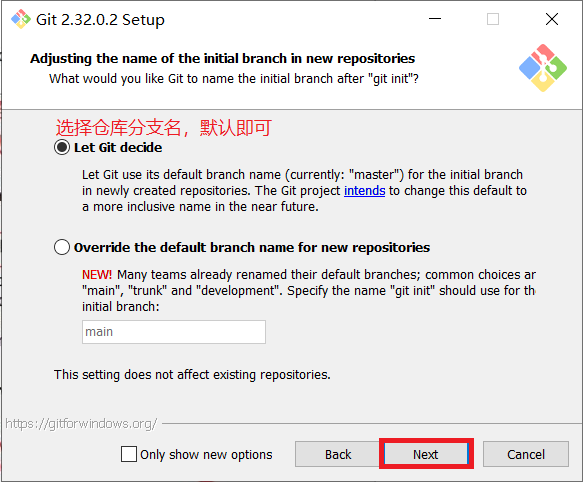 Git 2.32.0.2 Setup
Adjusting the name of the initial branch in new repositories
What would you like Git to name the initial branch after "git init"?
选择仓库分支名，默认即可
Let Git decide
Let Git use its default branch name (currently: "master") for the initial branch
in newly created repositories. The Git project intends to change this default to
a more inclusive name in the near future.
Override the default branch name for new repositories
NEW! Many teams already renamed their default branches; common choices ar
"main", "trunk" and "development". Specify the name "git init" should use for the
initial branch:
main
This setting does not affect existing repositories.
https://gitforwindows.org/
Only show new options
Back
Next
Cancel